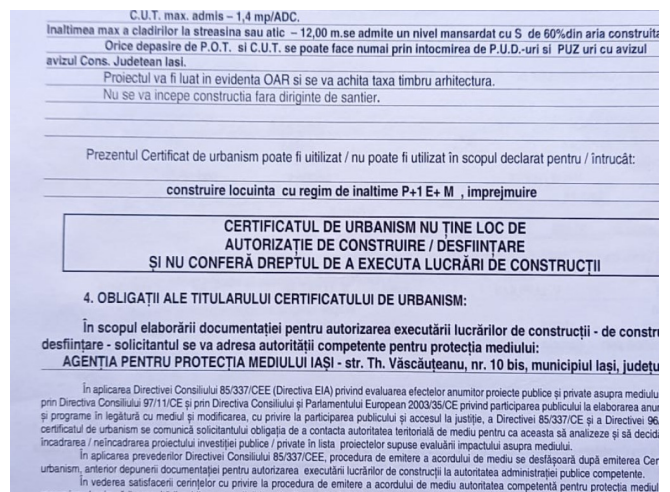 C.U.T. max. admis – 1,4 mp/ADC.
Inaltimea max a cladirilor la streasina sau atic – 12,00 m.se admite un nivel mansardat cu S de 60%din aria construita
Orice depasire de P.O.T. si C.U.T. se poate face numai prin intocmirea de P.U.D.-uri si PUZ uri cu avizul
avizul Cons. Judetean Iasi.
Proiectul va fi luat in evidenta OAR si se va achita taxa timbru arhitectura.
Nu se va incepe constructia fara diriginte de santier.
Prezentul Certificat de urbanism poate fi uitilizat / nu poate fi utilizat în scopul declarat pentru / întrucât:
construire locuinta cu regim de inaltime P+1 E+ M , imprejmuire
CERTIFICATUL DE URBANISM NU ȚINE LOC DE
AUTORIZAȚIE DE CONSTRUIRE / DESFIINȚARE
ȘI NU CONFERĂ DREPTUL DE A EXECUTA LUCRĂRI DE CONSTRUCȚII
4. OBLIGAȚII ALE TITULARULUI CERTIFICATULUI DE URBANISM:
În scopul elaborării documentației pentru autorizarea executării lucrărilor de construcții - de constru
desființare - solicitantul se va adresa autorității competente pentru protecția mediului:
AGENȚIA PENTRU PROTECȚIA MEDIULUI IAȘI - str. Th. Văscăuțeanu, nr. 10 bis, municipiul Iași, județu
În aplicarea Directivei Consiliului 85/337/CEE (Directiva EIA) privind evaluarea efectelor anumitor proiecte publice și private asupra mediulu
prin Directiva Consiliului 97/11/CE și prin Directiva Consiliului și Parlamentului European 2003/35/CE privind participarea publicului la elaborarea anum
și programe în legătură cu mediul și modificarea, cu privire la participarea publicului și accesul la justiție, a Directivei 85/337/CE și a Directivei 96
certificatul de urbanism se comunică solicitantului obligația de a contacta autoritatea teritorială de mediu pentru ca aceasta să analizeze și să decidă
încadrarea / neîncadrarea proiectului investiției publice / private în lista proiectelor supuse evaluării impactului asupra mediului.
În aplicarea prevederilor Directivei Consiliului 85/337/CEE, procedura de emitere a acordului de mediu se desfășoară după emiterea Cer
urbanism, anterior depunerii documentației pentru autorizarea executării lucrărilor de construcții la autoritatea administrației publice competente.
În vederea satisfacerii cerințelor cu privire la procedura de emitere a acordului de mediu autoritatea competentă pentru protecția mediul